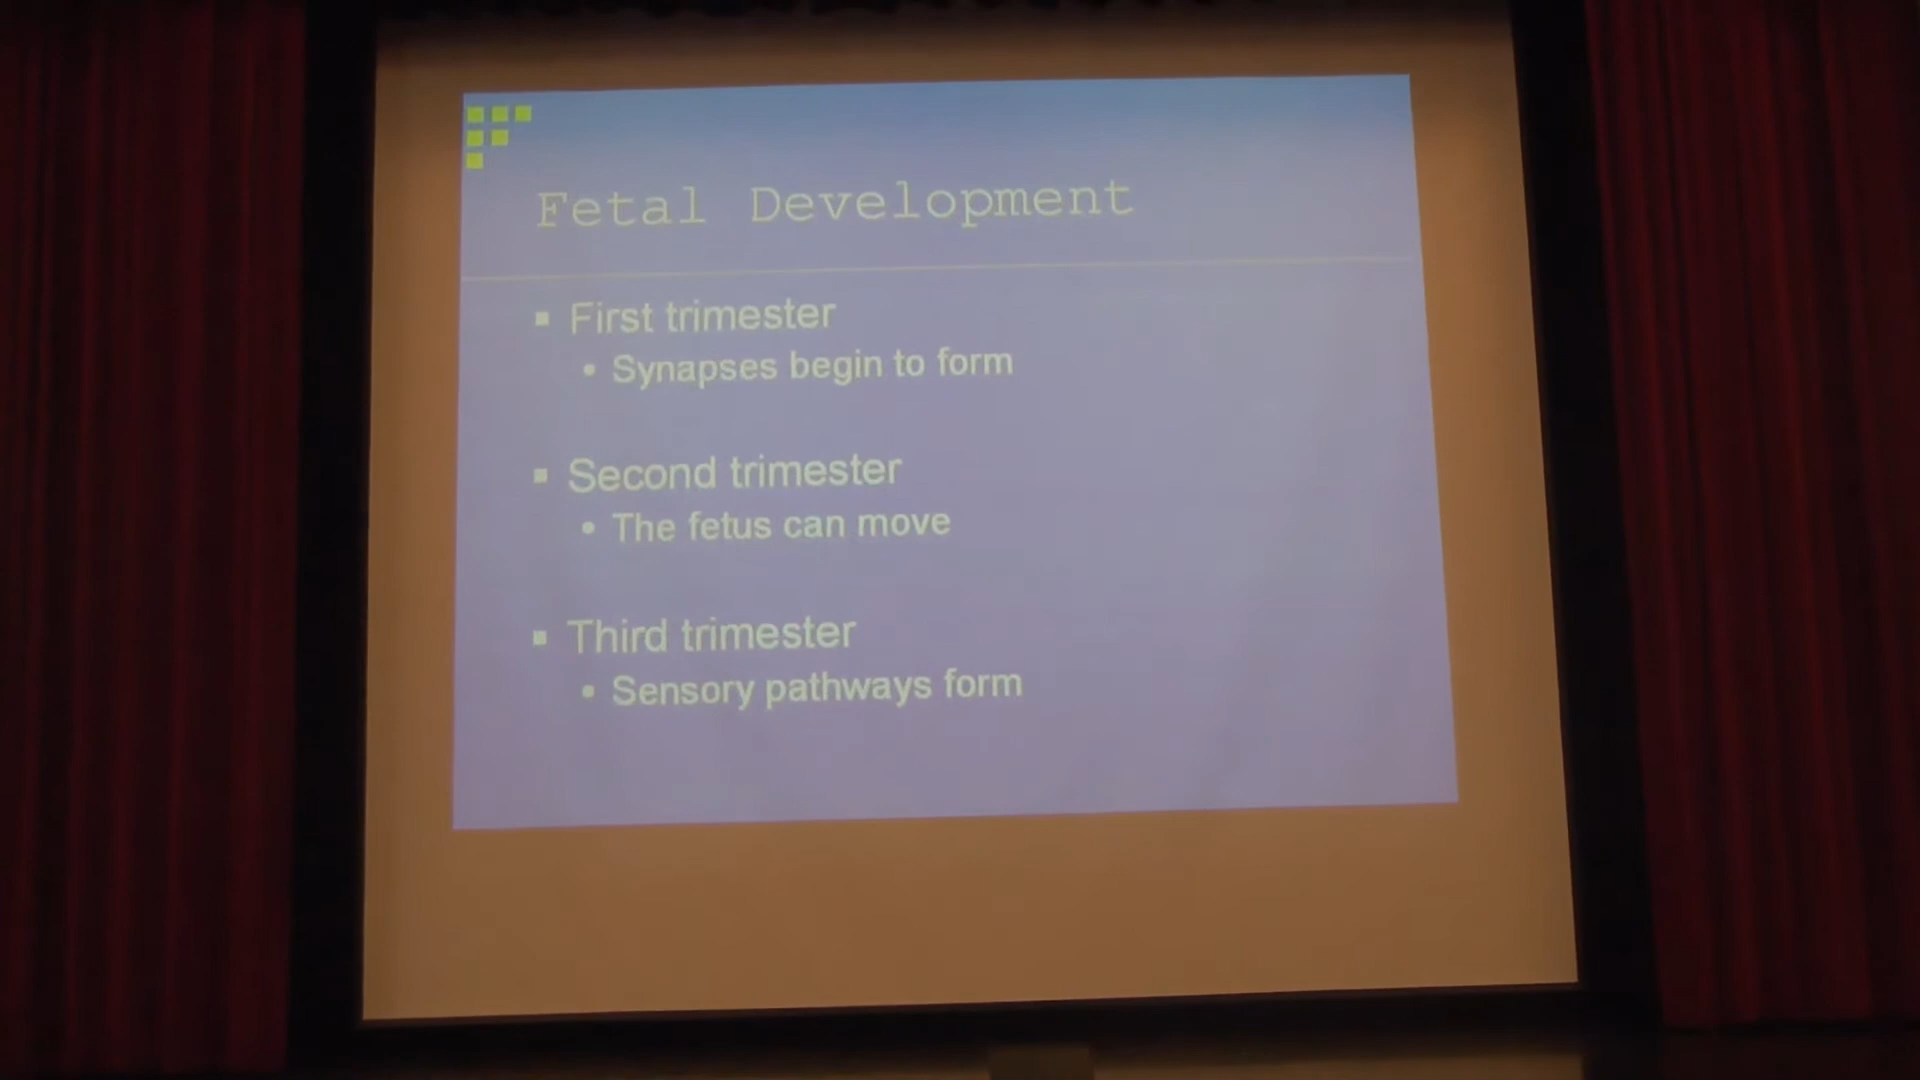 Fetal Development
First trimester
Synapses begin to form
Second trimester
The fetus can move
Third trimester
Sensory pathways form